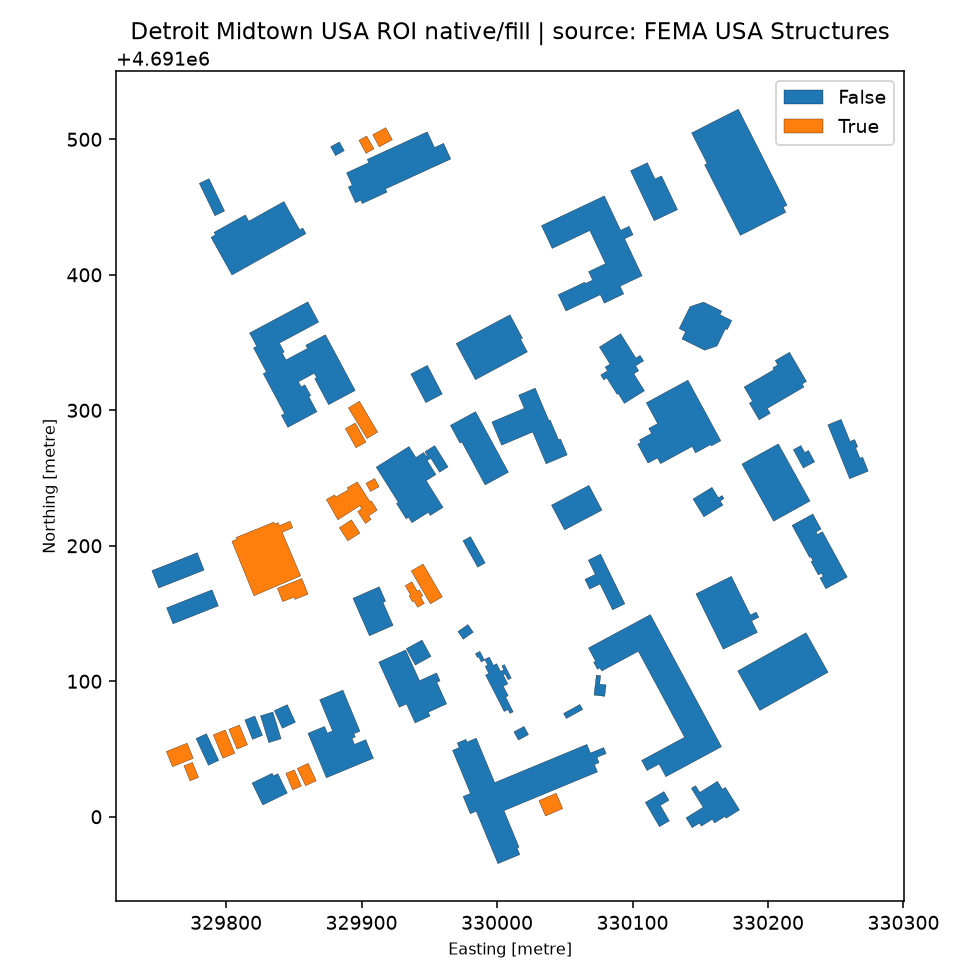 Detroit Midtown USA ROI native/fill | source: FEMA USA Structures
+4.691e6
False
True
500
400
300
200
100
0
Northing [metre]
329800 329900 330000 330100 330200 330300
Easting [metre]